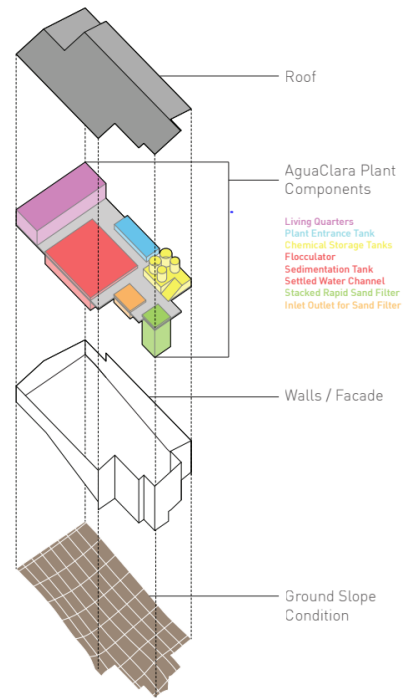 Roof
AguaClara Plant
Components
Living Quarters
Plant Entrance Tank
Chemical Storage Tanks
Flocculator
Sedimentation Tank
Settled Water Channel
Stacked Rapid Sand Filter
Inlet Outlet for Sand Filter
Walls / Facade
Ground Slope
Condition